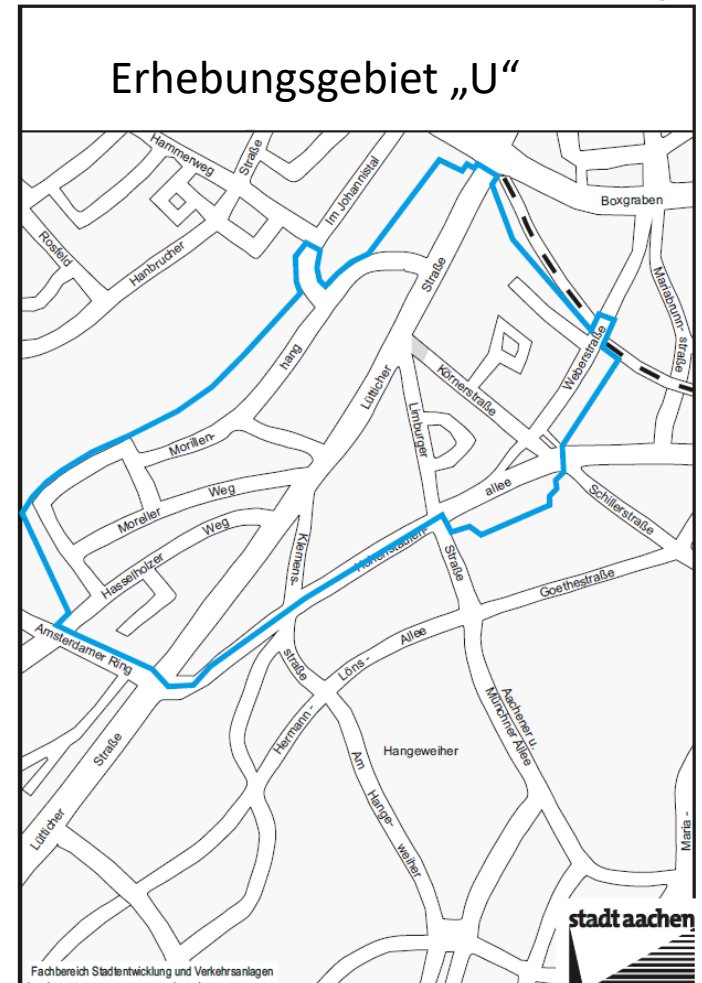 Erhebungsgebiet „U“
Hammerweg
Straße
Im Johannistal
Boxgraben
Rosfeld
Hanbrucher
Straße
Mariabrunn-
straße
hang
Weberstraße
Lütticher
Körnerstraße
Limburger
Morillen-
allee
Weg
Moreller
Schillerstraße
Weg
Klemens-
Hohenstaufen-
Hasselholzer
Straße
Goethestraße
Amsterdamer Ring
Allee
straße
Löns-
Aachener u.
Münchner Allee
Hermann-
Straße
Am
Hangeweiher
Hange-
Lütticher
weiher
Maria -
stadt aachen
Fachbereich Stadtentwicklung und Verkehrsanlagen